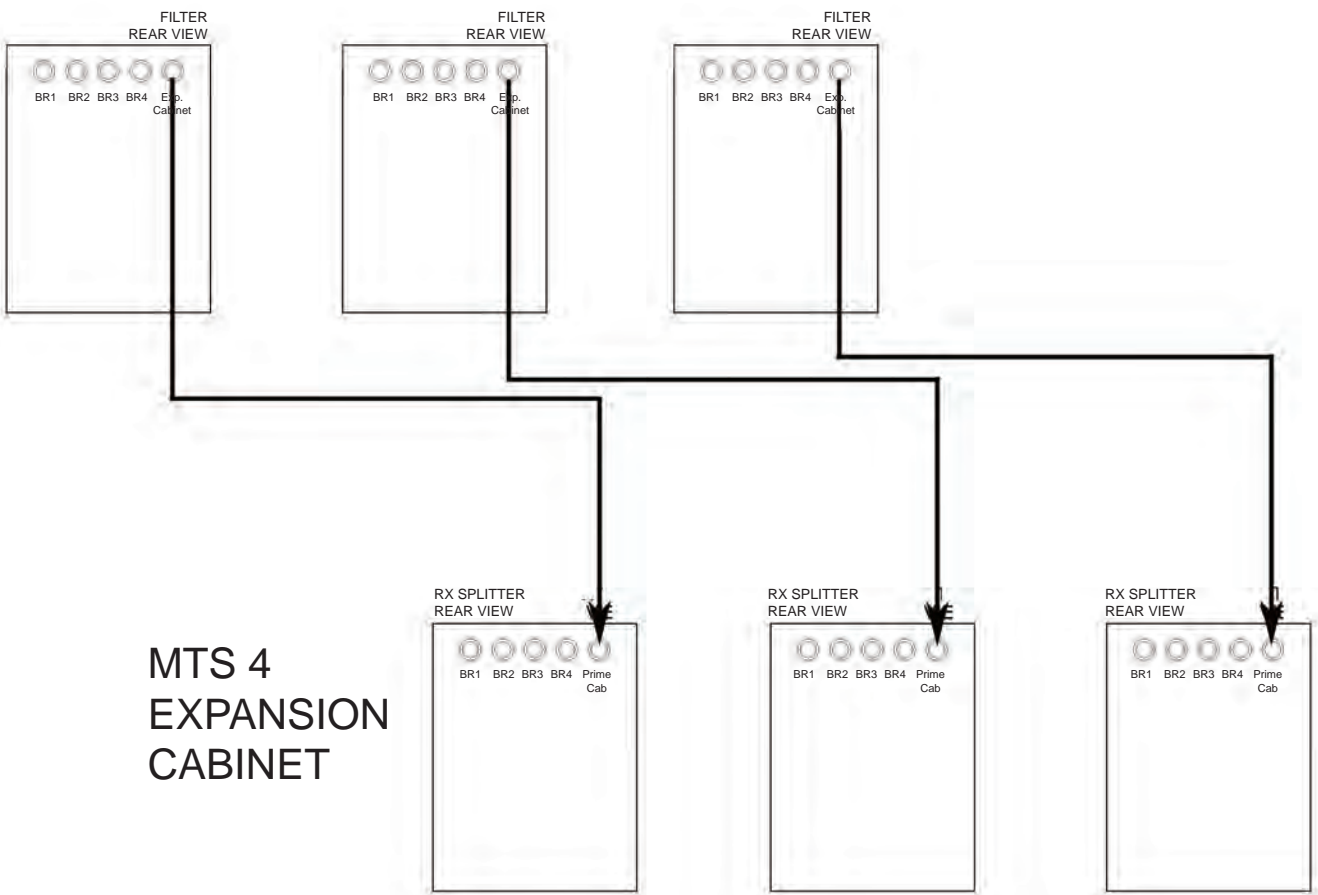 FILTER
REAR VIEW
BR1 BR2 BR3 BR4 Exp.
Cabinet
FILTER
REAR VIEW
BR1 BR2 BR3 BR4 Exp.
Cabinet
FILTER
REAR VIEW
BR1 BR2 BR3 BR4 Exp.
Cabinet
MTS 4
EXPANSION
CABINET
RX SPLITTER
REAR VIEW
BR1 BR2 BR3 BR4 Prime
Cab
RX SPLITTER
REAR VIEW
BR1 BR2 BR3 BR4 Prime
Cab
RX SPLITTER
REAR VIEW
BR1 BR2 BR3 BR4 Prime
Cab